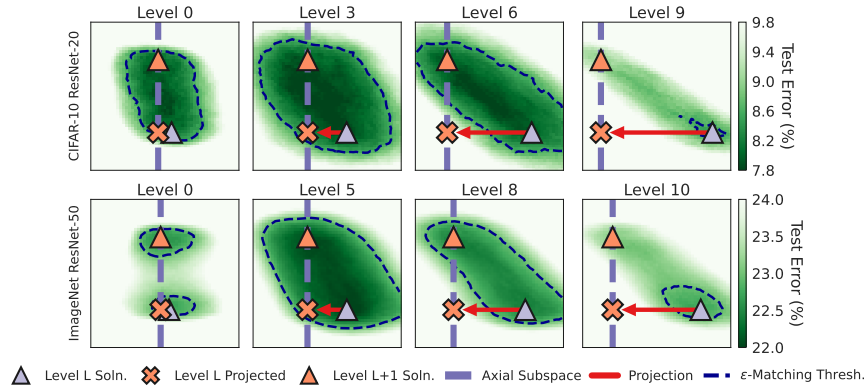 Level 0
Level 3
Level 6
Level 9
CIFAR-10 ResNet-20
9.8
9.4
9.0
8.6
8.2
7.8
Test Error (%)
Level 0
Level 5
Level 8
Level 10
ImageNet ResNet-50
24.0
23.5
23.0
22.5
22.0
Test Error (%)
Level L Soln.
Level L Projected
Level L+1 Soln.
Axial Subspace
Projection
ε-Matching Thresh.